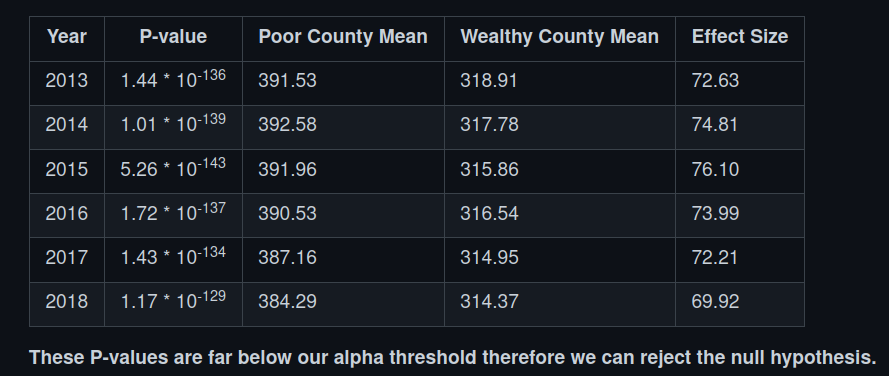 Year P-value Poor County Mean Wealthy County Mean Effect Size
2013 1.44 * 10-136 391.53 318.91 72.63
2014 1.01 * 10-139 392.58 317.78 74.81
2015 5.26 * 10-143 391.96 315.86 76.10
2016 1.72 * 10-137 390.53 316.54 73.99
2017 1.43 * 10-134 387.16 314.95 72.21
2018 1.17 * 10-129 384.29 314.37 69.92
These P-values are far below our alpha threshold therefore we can reject the null hypothesis.